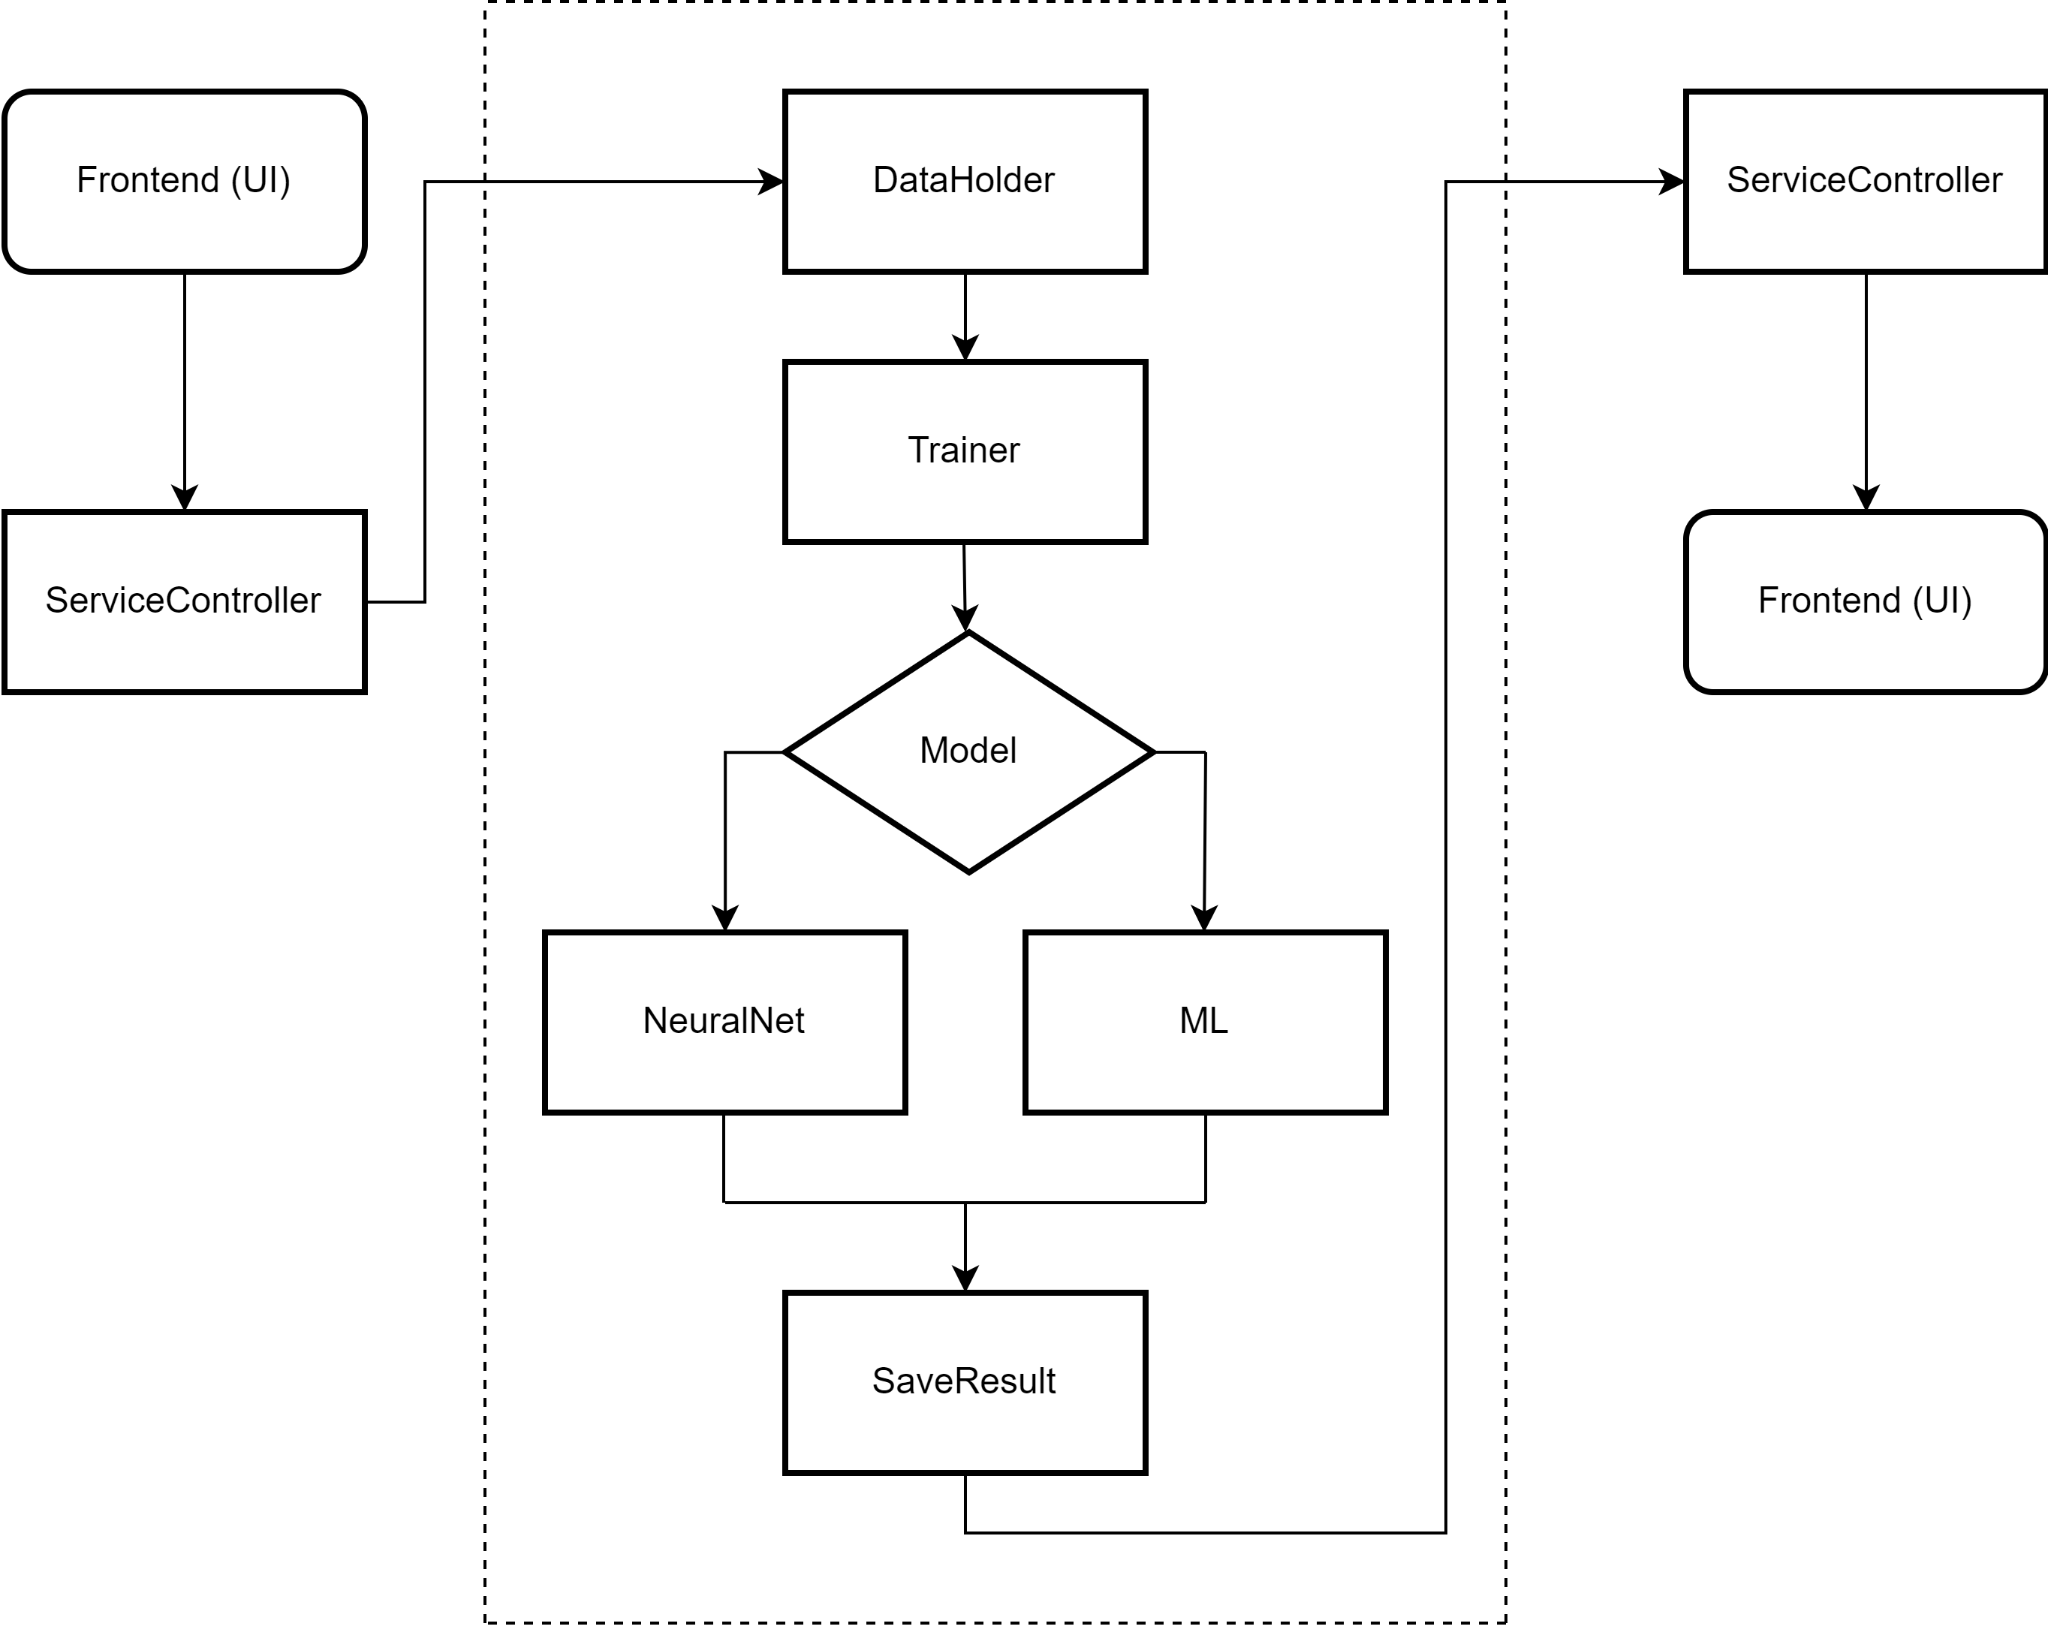 Frontend (UI)
ServiceController
DataHolder
Trainer
Model
NeuralNet
ML
SaveResult
ServiceController
Frontend (UI)